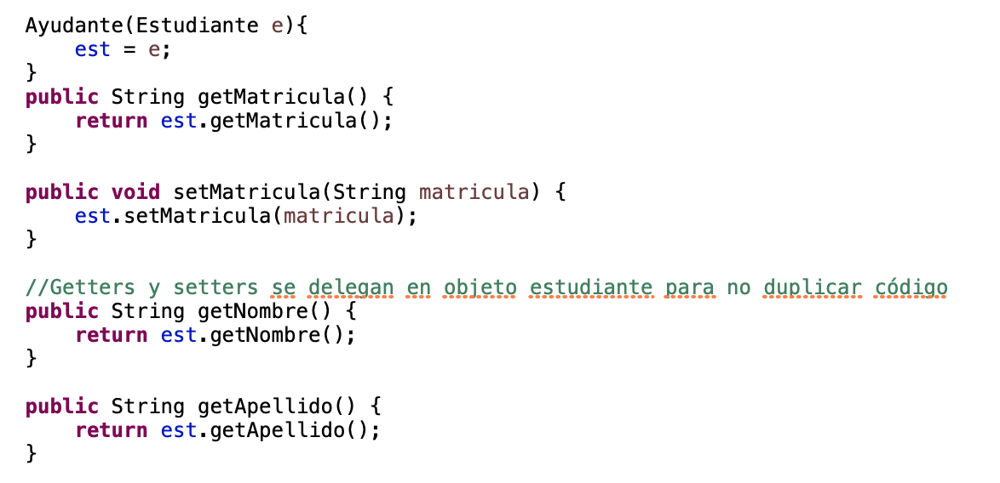 Ayudante(Estudiante e){
    est = e;
}
public String getMatricula() {
    return est.getMatricula();
}
public void setMatricula(String matricula) {
    est.setMatricula(matricula);
}
//Getters y setters se delegan en objeto estudiante para no duplicar código
public String getNombre() {
    return est.getNombre();
}
public String getApellido() {
    return est.getApellido();
}